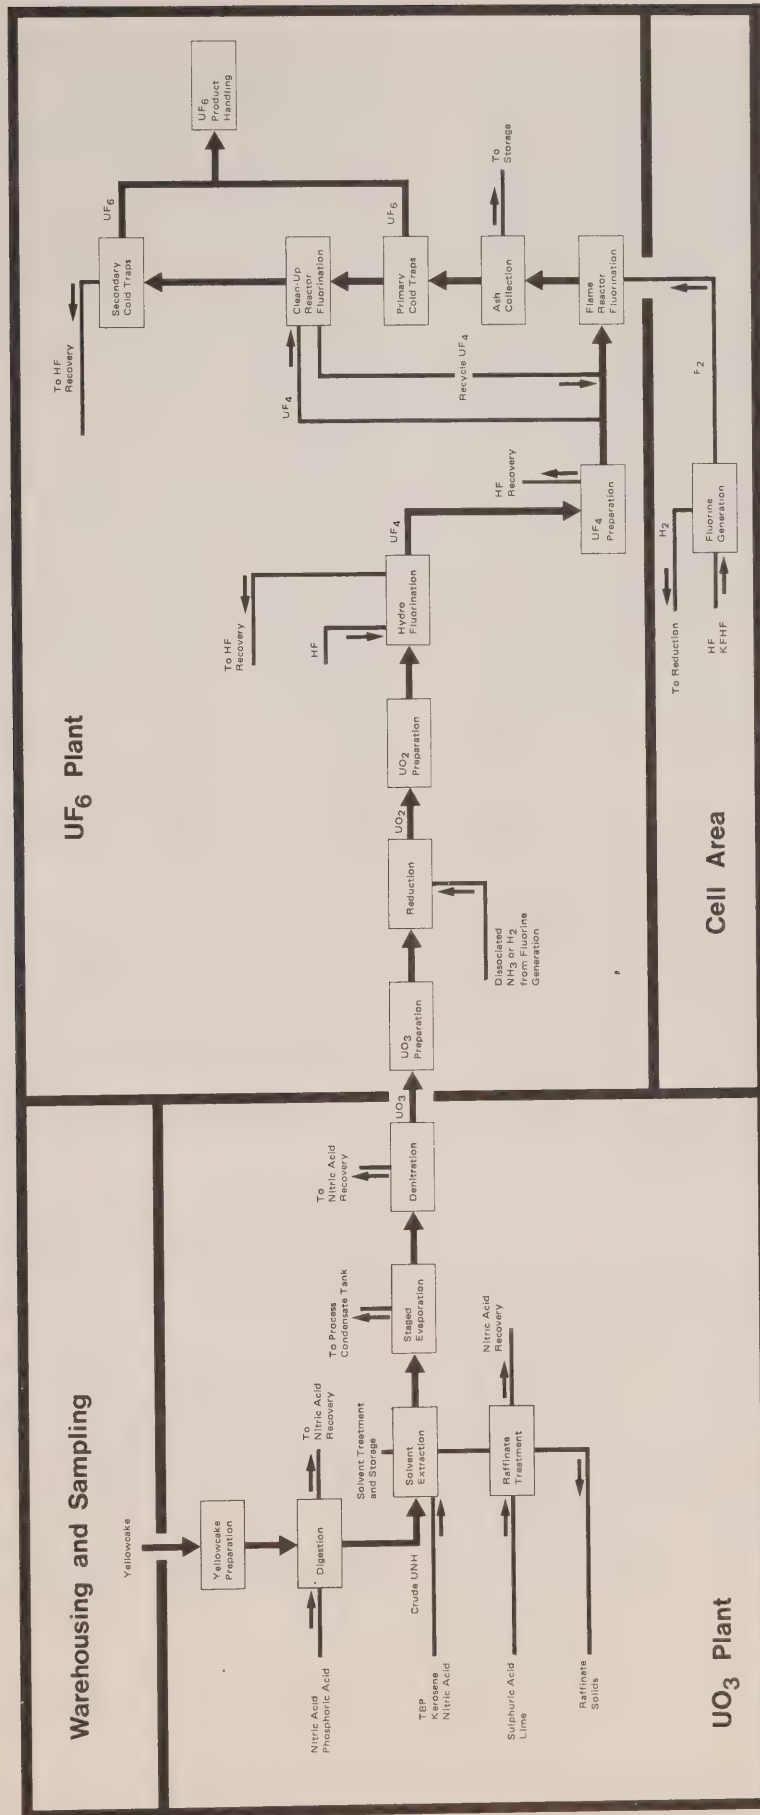 Warehousing and Sampling
Yellowcake
Yellowcake
Preparation
Nitric Acid
Phosphoric Acid
Digestion
To
Nitric Acid
Recovery
Crude UNH
TBP
Kerosene
Nitric Acid
Solvent Treatment
and Storage
Solvent
Extraction
Sulphuric Acid
Lime
Raffinate
Treatment
Nitric Acid
Recovery
Raffinate
Solids
To Process
Condensate Tank
Staged
Evaporation
To
Nitric Acid
Recovery
Denitration
UO3
UO3 Plant
UF6 Plant
UO3
Preparation
Reduction
Dissociated
NH3 or H2
from Fluorine
Generation
UO2
UO2
Preparation
To HF
Recovery
HF
Hydro
Fluorination
UF4
HF
Recovery
UF4
Preparation
UF4
Recycle UF4
Flame
Reactor
Fluorination
Ash
Collection
To
Storage
Primary
Cold Traps
UF6
Clean-Up
Reactor
Fluorination
Secondary
Cold Traps
To HF
Recovery
UF6
UF6
Product
Handling
Cell Area
To Reduction
H2
HF
KFHF
Fluorine
Generation
F2